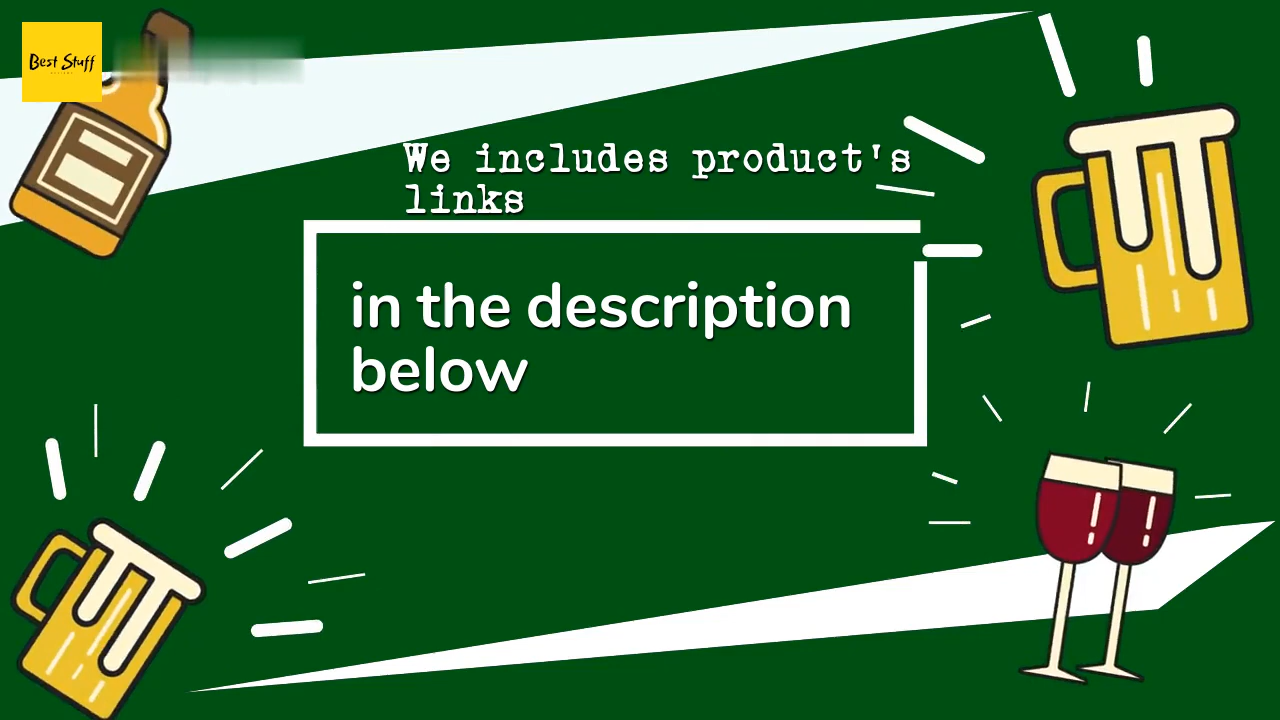 Best Stuff
We includes product's
links
in the description
below